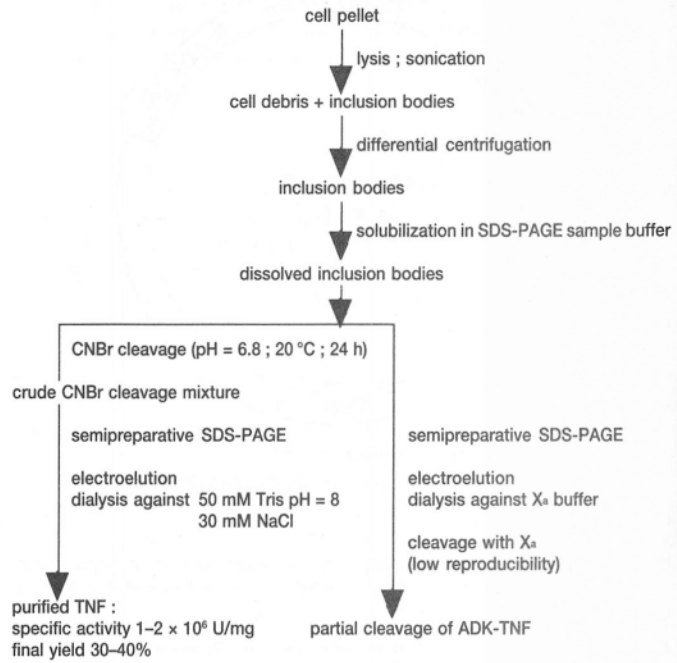 cell pellet
lysis ; sonication
cell debris + inclusion bodies
differential centrifugation
inclusion bodies
solubilization in SDS-PAGE sample buffer
dissolved inclusion bodies
CNBr cleavage (pH = 6.8 ; 20 °C ; 24 h)
crude CNBr cleavage mixture
semipreparative SDS-PAGE
electroelution
dialysis against 50 mM Tris pH = 8
30 mM NaCl
purified TNF :
specific activity 1–2 × 10⁶ U/mg
final yield 30–40%
semipreparative SDS-PAGE
electroelution
dialysis against Xₐ buffer
cleavage with Xₐ
(low reproducibility)
partial cleavage of ADK-TNF